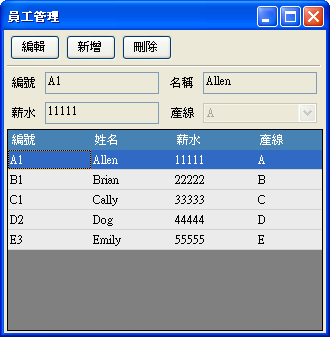 員工管理
編輯 新增 刪除
編號 A1 名稱 Allen
薪水 11111 產線 A
編號 姓名 薪水 產線
A1 Allen 11111 A
B1 Brian 22222 B
C1 Cally 33333 C
D2 Dog 44444 D
E3 Emily 55555 E